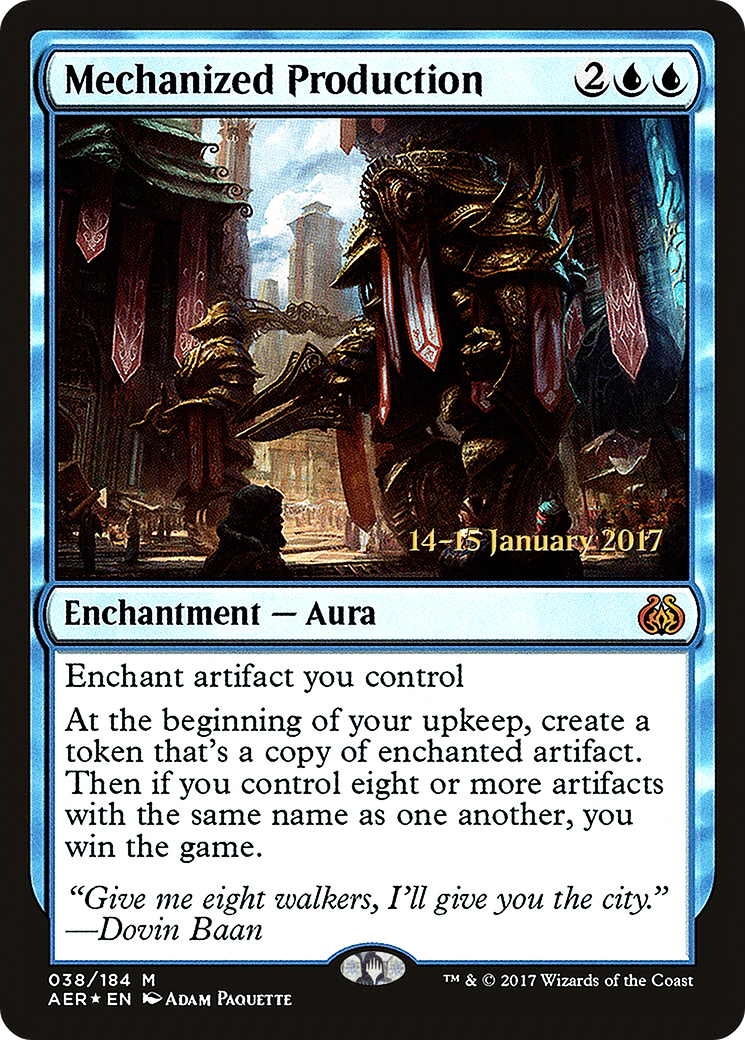 Mechanized Production 2
14–15 January 2017
Enchantment — Aura
Enchant artifact you control
At the beginning of your upkeep, create a
token that's a copy of enchanted artifact.
Then if you control eight or more artifacts
with the same name as one another, you
win the game.
“Give me eight walkers, I'll give you the city.”
—Dovin Baan
038/184 M
AER★EN Adam Paquette
™ & © 2017 Wizards of the Coast